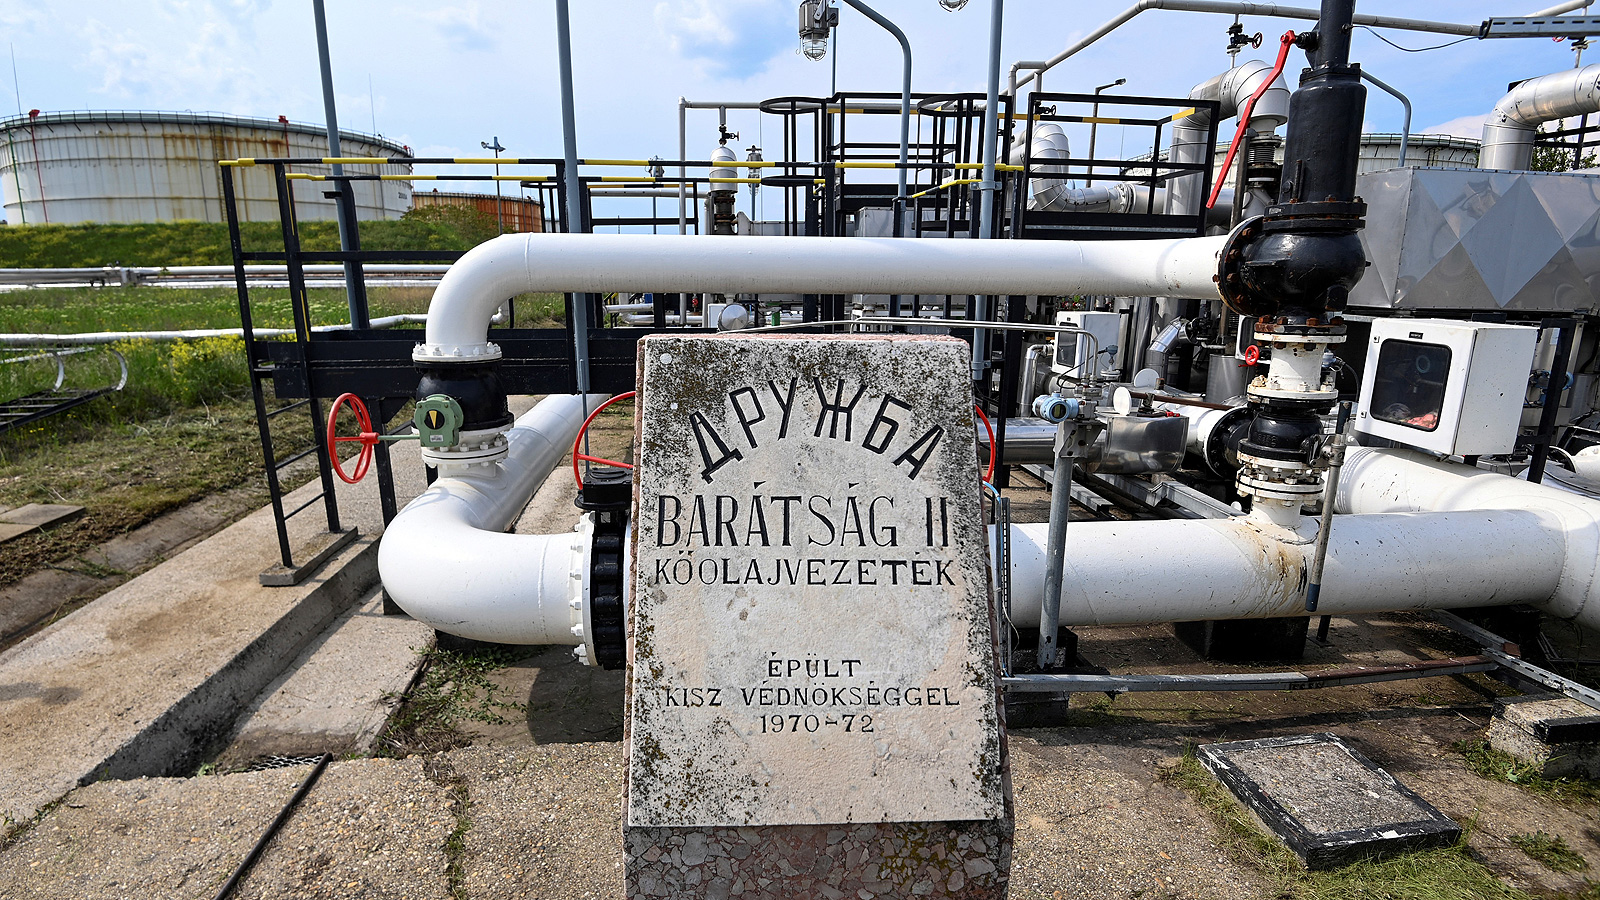 ДРУЖБА
BARÁTSÁG II
KŐOLAJVEZETÉK
ÉPÜLT
KISZ VÉDNÖKSÉGGEL
1970-72